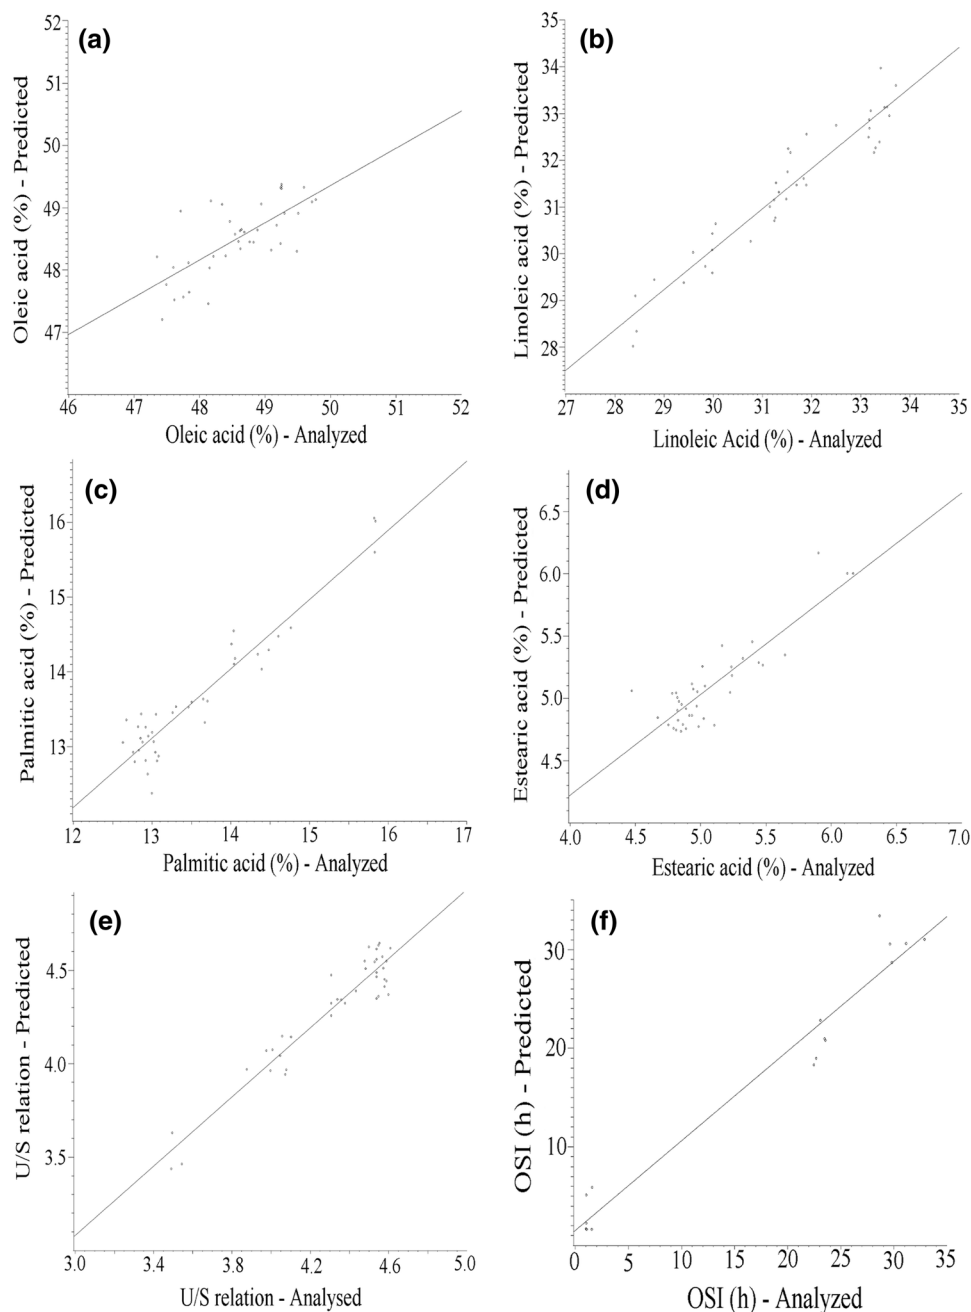 (a)
Oleic acid (%) - Predicted
52
51
50
49
48
47
46 47 48 49 50 51 52
Oleic acid (%) - Analyzed
(b)
Linoleic acid (%) - Predicted
35
34
33
32
31
30
29
28
27 28 29 30 31 32 33 34 35
Linoleic Acid (%) - Analyzed
(c)
Palmitic acid (%) - Predicted
16
15
14
13
12 13 14 15 16 17
Palmitic acid (%) - Analyzed
(d)
Estearic acid (%) - Predicted
6.5
6.0
5.5
5.0
4.5
4.0 4.5 5.0 5.5 6.0 6.5 7.0
Estearic acid (%) - Analyzed
(e)
U/S relation - Predicted
4.5
4.0
3.5
3.0 3.4 3.8 4.2 4.6 5.0
U/S relation - Analysed
(f)
OSI (h) - Predicted
30
20
10
0 5 10 15 20 25 30 35
OSI (h) - Analyzed